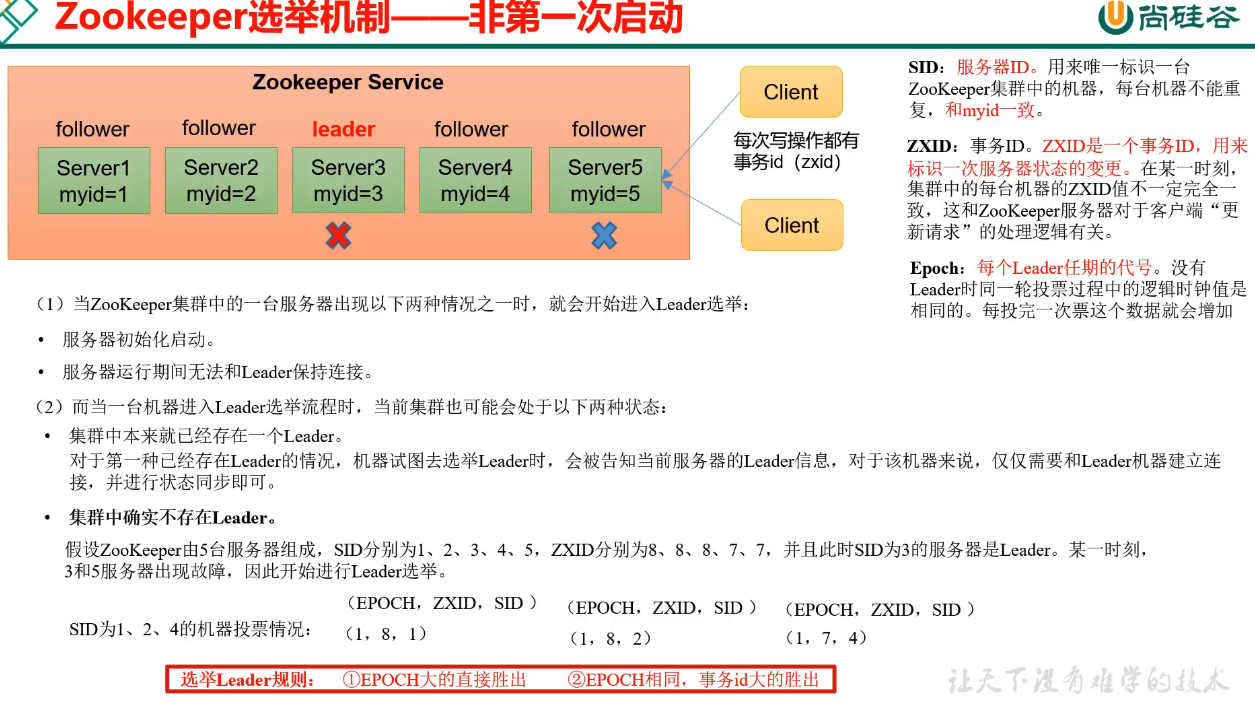 Zookeeper选举机制——非第一次启动
尚硅谷
Zookeeper Service
follower
follower
leader
follower
follower
Server1
myid=1
Server2
myid=2
Server3
myid=3
Server4
myid=4
Server5
myid=5
Client
每次写操作都有
事务id（zxid）
Client
SID：服务器ID。用来唯一标识一台
ZooKeeper集群中的机器，每台机器不能重
复，和myid一致。
ZXID：事务ID。ZXID是一个事务ID，用来
标识一次服务器状态的变更。在某一时刻，
集群中的每台机器的ZXID值不一定完全一
致，这和ZooKeeper服务器对于客户端“更
新请求”的处理逻辑有关。
Epoch：每个Leader任期的代号。没有
Leader时同一轮投票过程中的逻辑时钟值是
相同的。每投完一次票这个数据就会增加
（1）当ZooKeeper集群中的一台服务器出现以下两种情况之一时，就会开始进入Leader选举：
• 服务器初始化启动。
• 服务器运行期间无法和Leader保持连接。
（2）而当一台机器进入Leader选举流程时，当前集群也可能会处于以下两种状态：
• 集群中本来就已经存在一个Leader。
对于第一种已经存在Leader的情况，机器试图去选举Leader时，会被告知当前服务器的Leader信息，对于该机器来说，仅仅需要和Leader机器建立连
接，并进行状态同步即可。
• 集群中确实不存在Leader。
假设ZooKeeper由5台服务器组成，SID分别为1、2、3、4、5，ZXID分别为8、8、8、7、7，并且此时SID为3的服务器是Leader。某一时刻，
3和5服务器出现故障，因此开始进行Leader选举。
（EPOCH，ZXID，SID ）
（EPOCH，ZXID，SID ）
（EPOCH，ZXID，SID ）
SID为1、2、4的机器投票情况：
（1，8，1）
（1，8，2）
（1，7，4）
选举Leader规则： ①EPOCH大的直接胜出 ②EPOCH相同，事务id大的胜出
让天下没有难学的技术